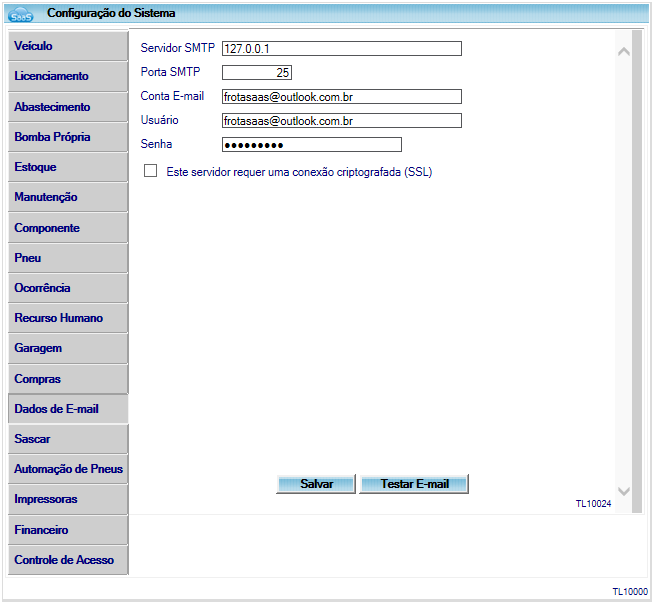 SaaS Configuração do Sistema
Veículo
Licenciamento
Abastecimento
Bomba Própria
Estoque
Manutenção
Componente
Pneu
Ocorrência
Recurso Humano
Garagem
Compras
Dados de E-mail
Sascar
Automação de Pneus
Impressoras
Financeiro
Controle de Acesso
Servidor SMTP 127.0.0.1
Porta SMTP 25
Conta E-mail frotasaas@outlook.com.br
Usuário frotasaas@outlook.com.br
Senha ●●●●●●●●●
Este servidor requer uma conexão criptografada (SSL)
Salvar Testar E-mail
TL10024
TL10000